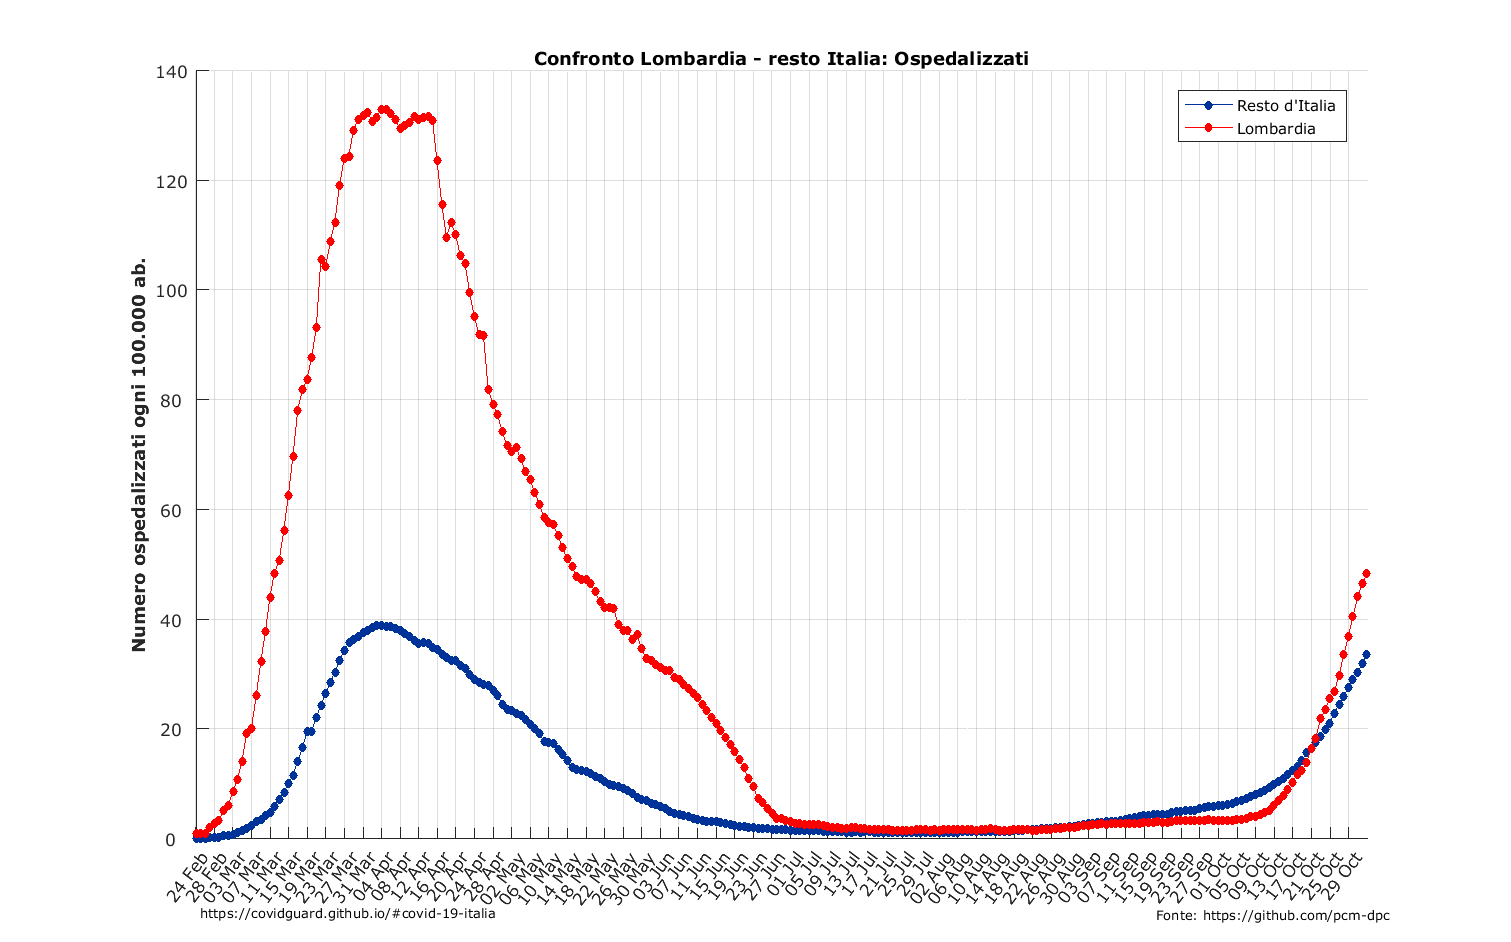 Confronto Lombardia - resto Italia: Ospedalizzati
140
120
100
80
60
40
20
0
Numero ospedalizzati ogni 100.000 ab.
Resto d'Italia
Lombardia
24 Feb
28 Feb
03 Mar
07 Mar
11 Mar
15 Mar
19 Mar
23 Mar
27 Mar
31 Mar
04 Apr
08 Apr
12 Apr
16 Apr
20 Apr
24 Apr
28 Apr
02 May
06 May
10 May
14 May
18 May
22 May
26 May
30 May
03 Jun
07 Jun
11 Jun
15 Jun
19 Jun
23 Jun
27 Jun
01 Jul
05 Jul
09 Jul
13 Jul
17 Jul
21 Jul
25 Jul
29 Jul
02 Aug
06 Aug
10 Aug
14 Aug
18 Aug
22 Aug
26 Aug
30 Aug
03 Sep
07 Sep
11 Sep
15 Sep
19 Sep
23 Sep
27 Sep
01 Oct
05 Oct
09 Oct
13 Oct
17 Oct
21 Oct
25 Oct
29 Oct
https://covidguard.github.io/#covid-19-italia
Fonte: https://github.com/pcm-dpc